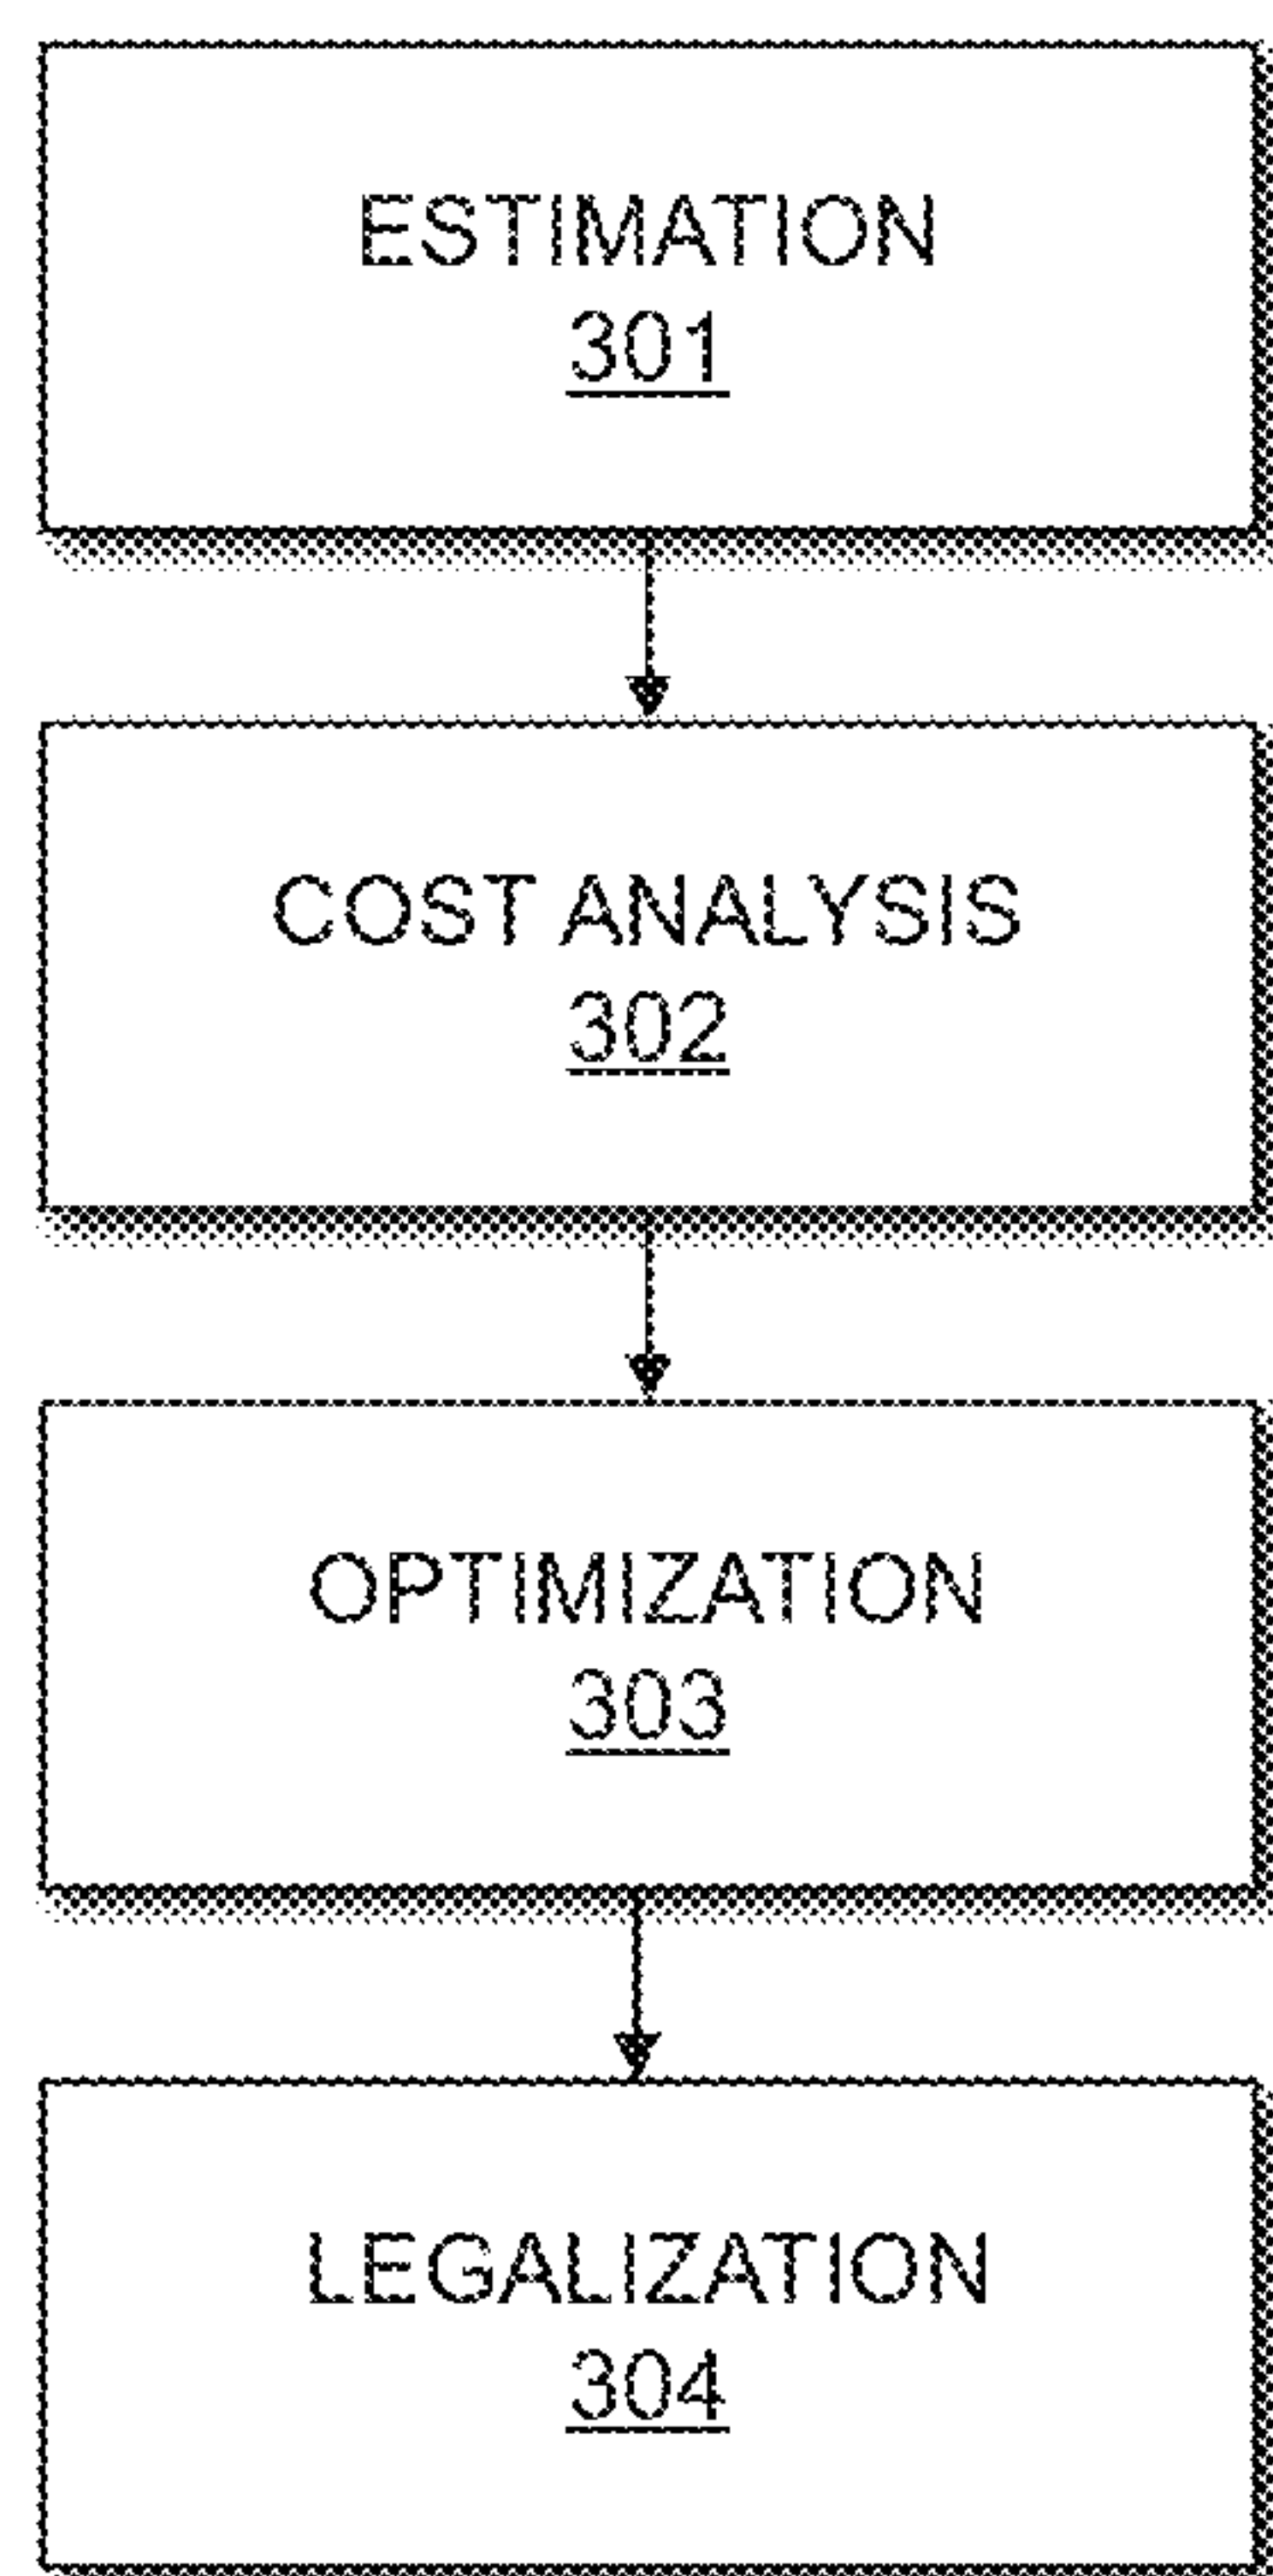 ESTIMATION
301
COST ANALYSIS
302
OPTIMIZATION
303
LEGALIZATION
304